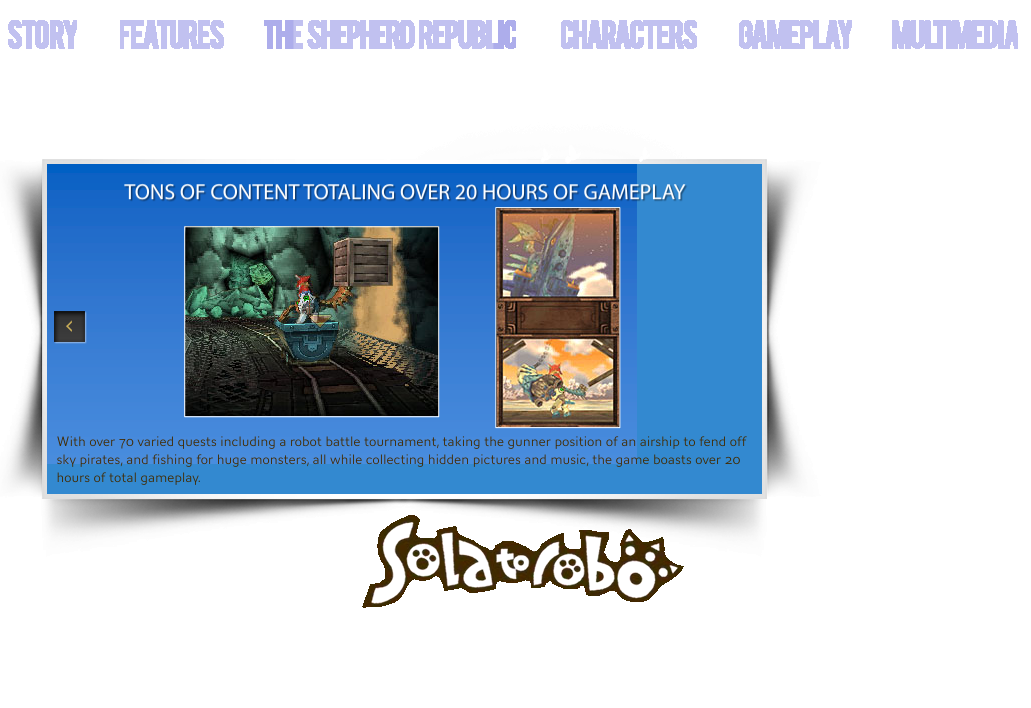 STORY FEATURES THE SHEPHERD REPUBLIC CHARACTERS GAMEPLAY MULTIMEDIA
TONS OF CONTENT TOTALING OVER 20 HOURS OF GAMEPLAY
With over 70 varied quests including a robot battle tournament, taking the gunner position of an airship to fend off
sky pirates, and fishing for huge monsters, all while collecting hidden pictures and music, the game boasts over 20
hours of total gameplay.
Solatorobo